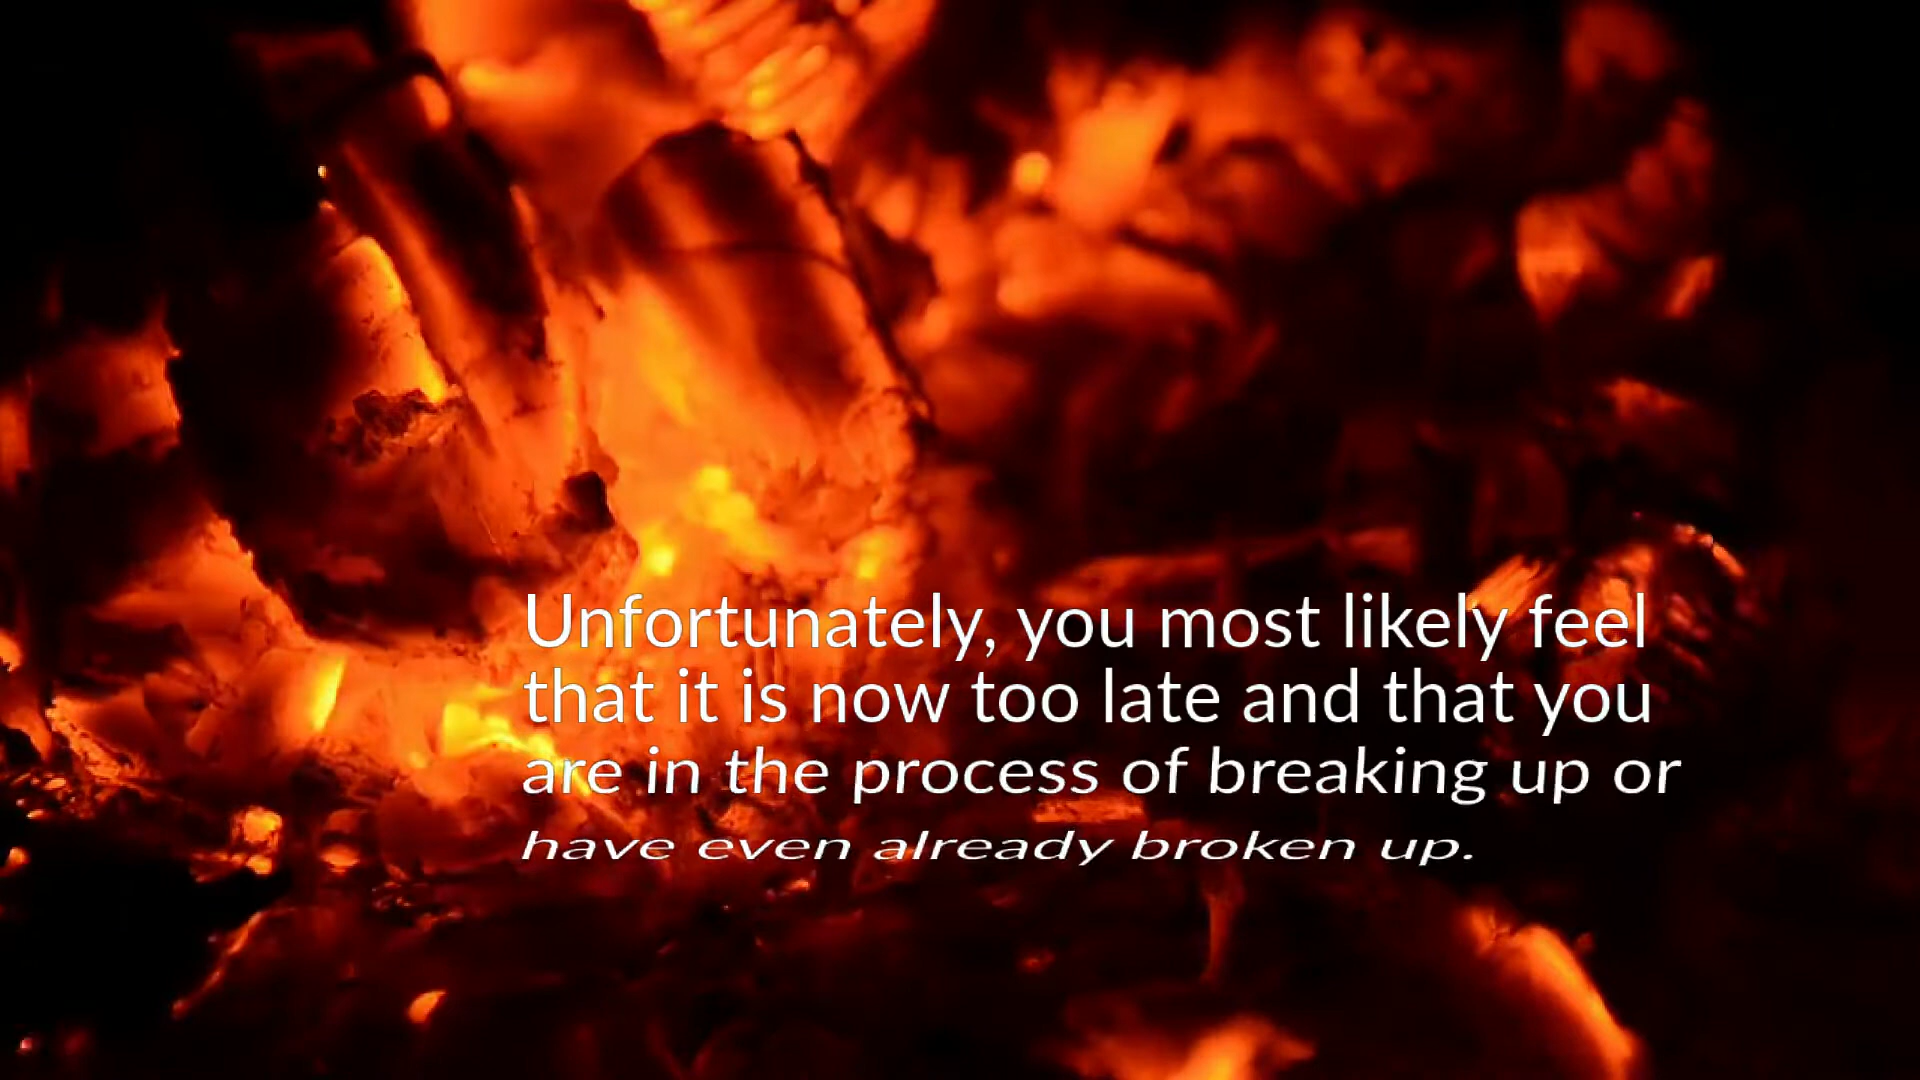 Unfortunately, you most likely feel
that it is now too late and that you
are in the process of breaking up or
have even already broken up.